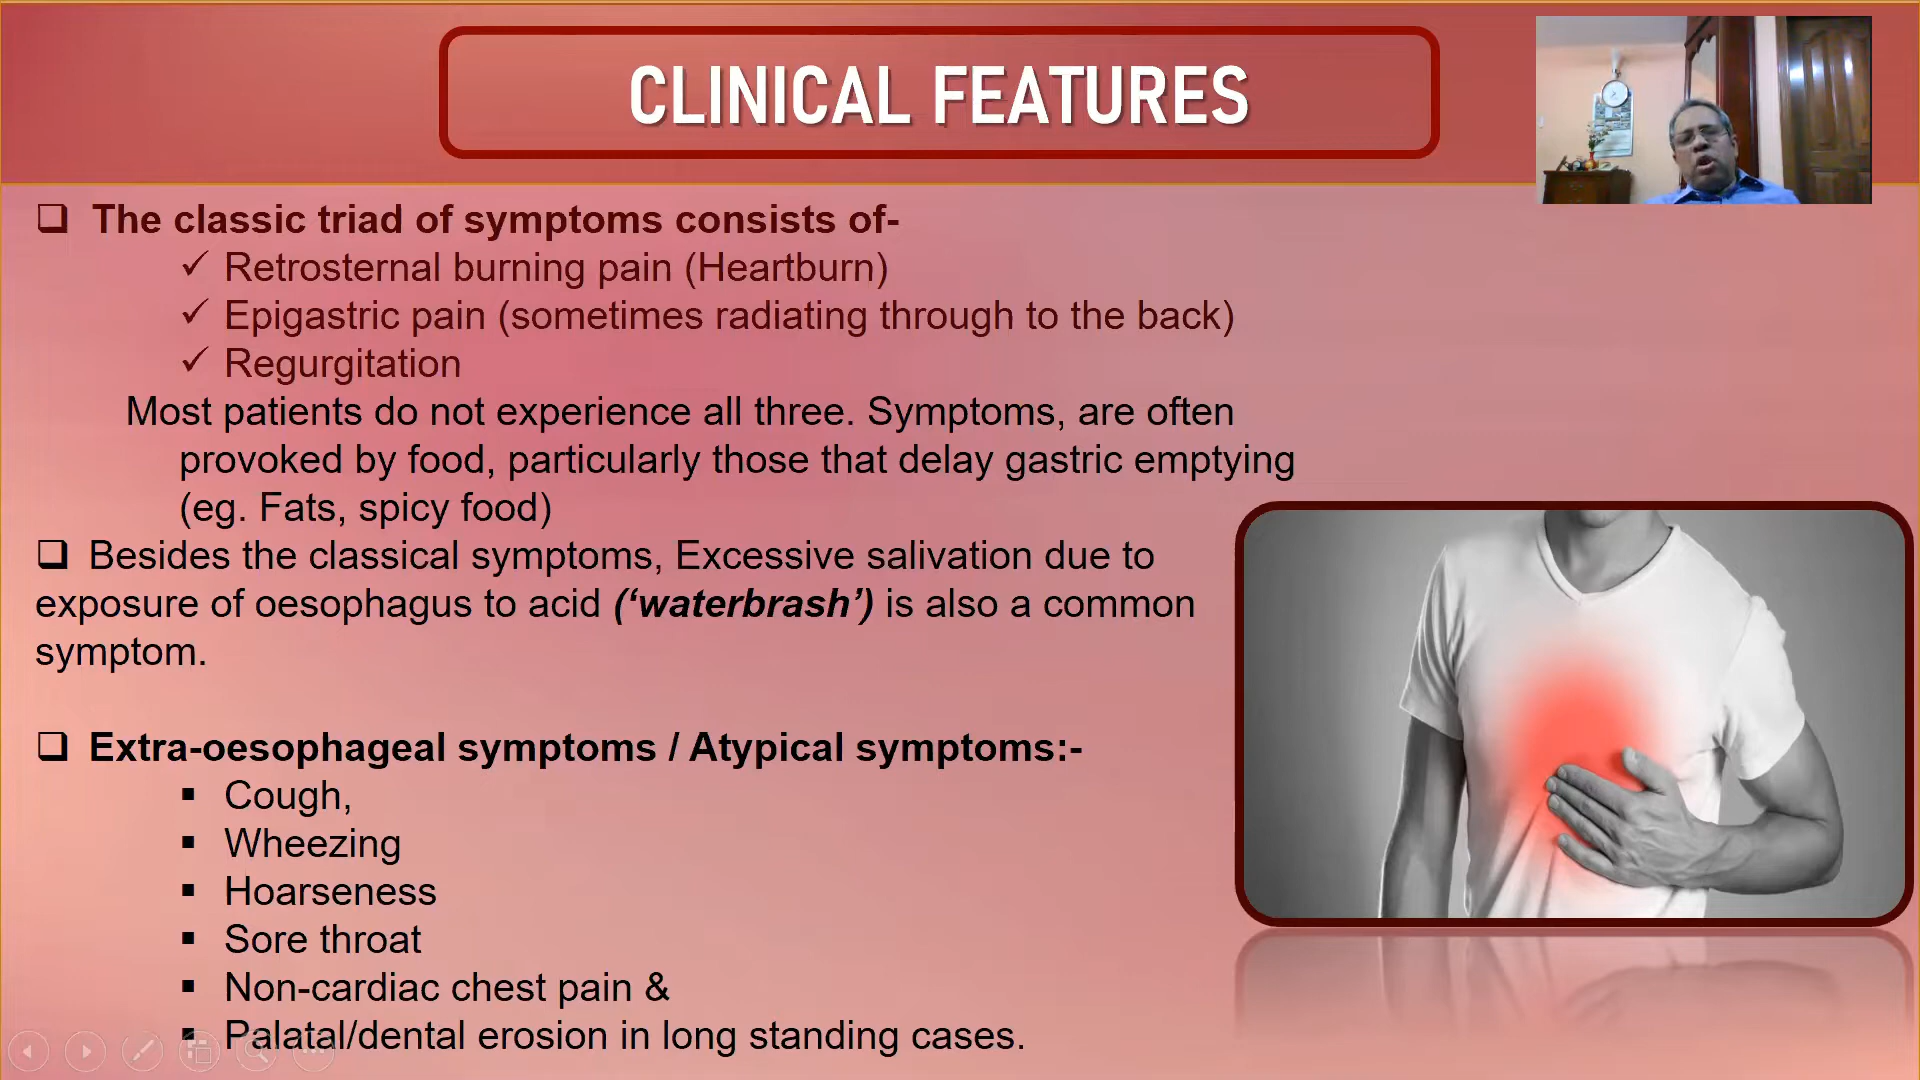 CLINICAL FEATURES
❑ The classic triad of symptoms consists of-
✓ Retrosternal burning pain (Heartburn)
✓ Epigastric pain (sometimes radiating through to the back)
✓ Regurgitation
Most patients do not experience all three. Symptoms, are often
provoked by food, particularly those that delay gastric emptying
(eg. Fats, spicy food)
❑ Besides the classical symptoms, Excessive salivation due to
exposure of oesophagus to acid (‘waterbrash’) is also a common
symptom.
❑ Extra-oesophageal symptoms / Atypical symptoms:-
▪ Cough,
▪ Wheezing
▪ Hoarseness
▪ Sore throat
▪ Non-cardiac chest pain &
▪ Palatal/dental erosion in long standing cases.